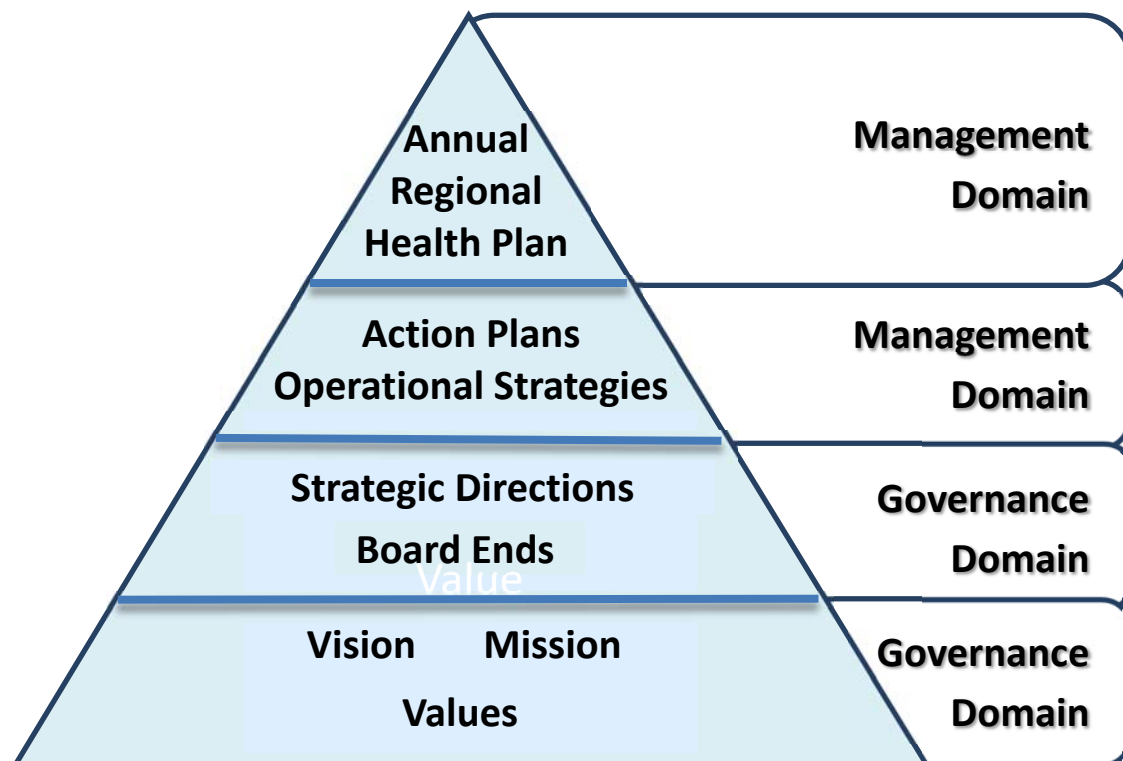 Annual
Regional
Health Plan
Management
Domain
Action Plans
Operational Strategies
Management
Domain
Strategic Directions
Board Ends
Value
Governance
Domain
Vision Mission
Values
Governance
Domain